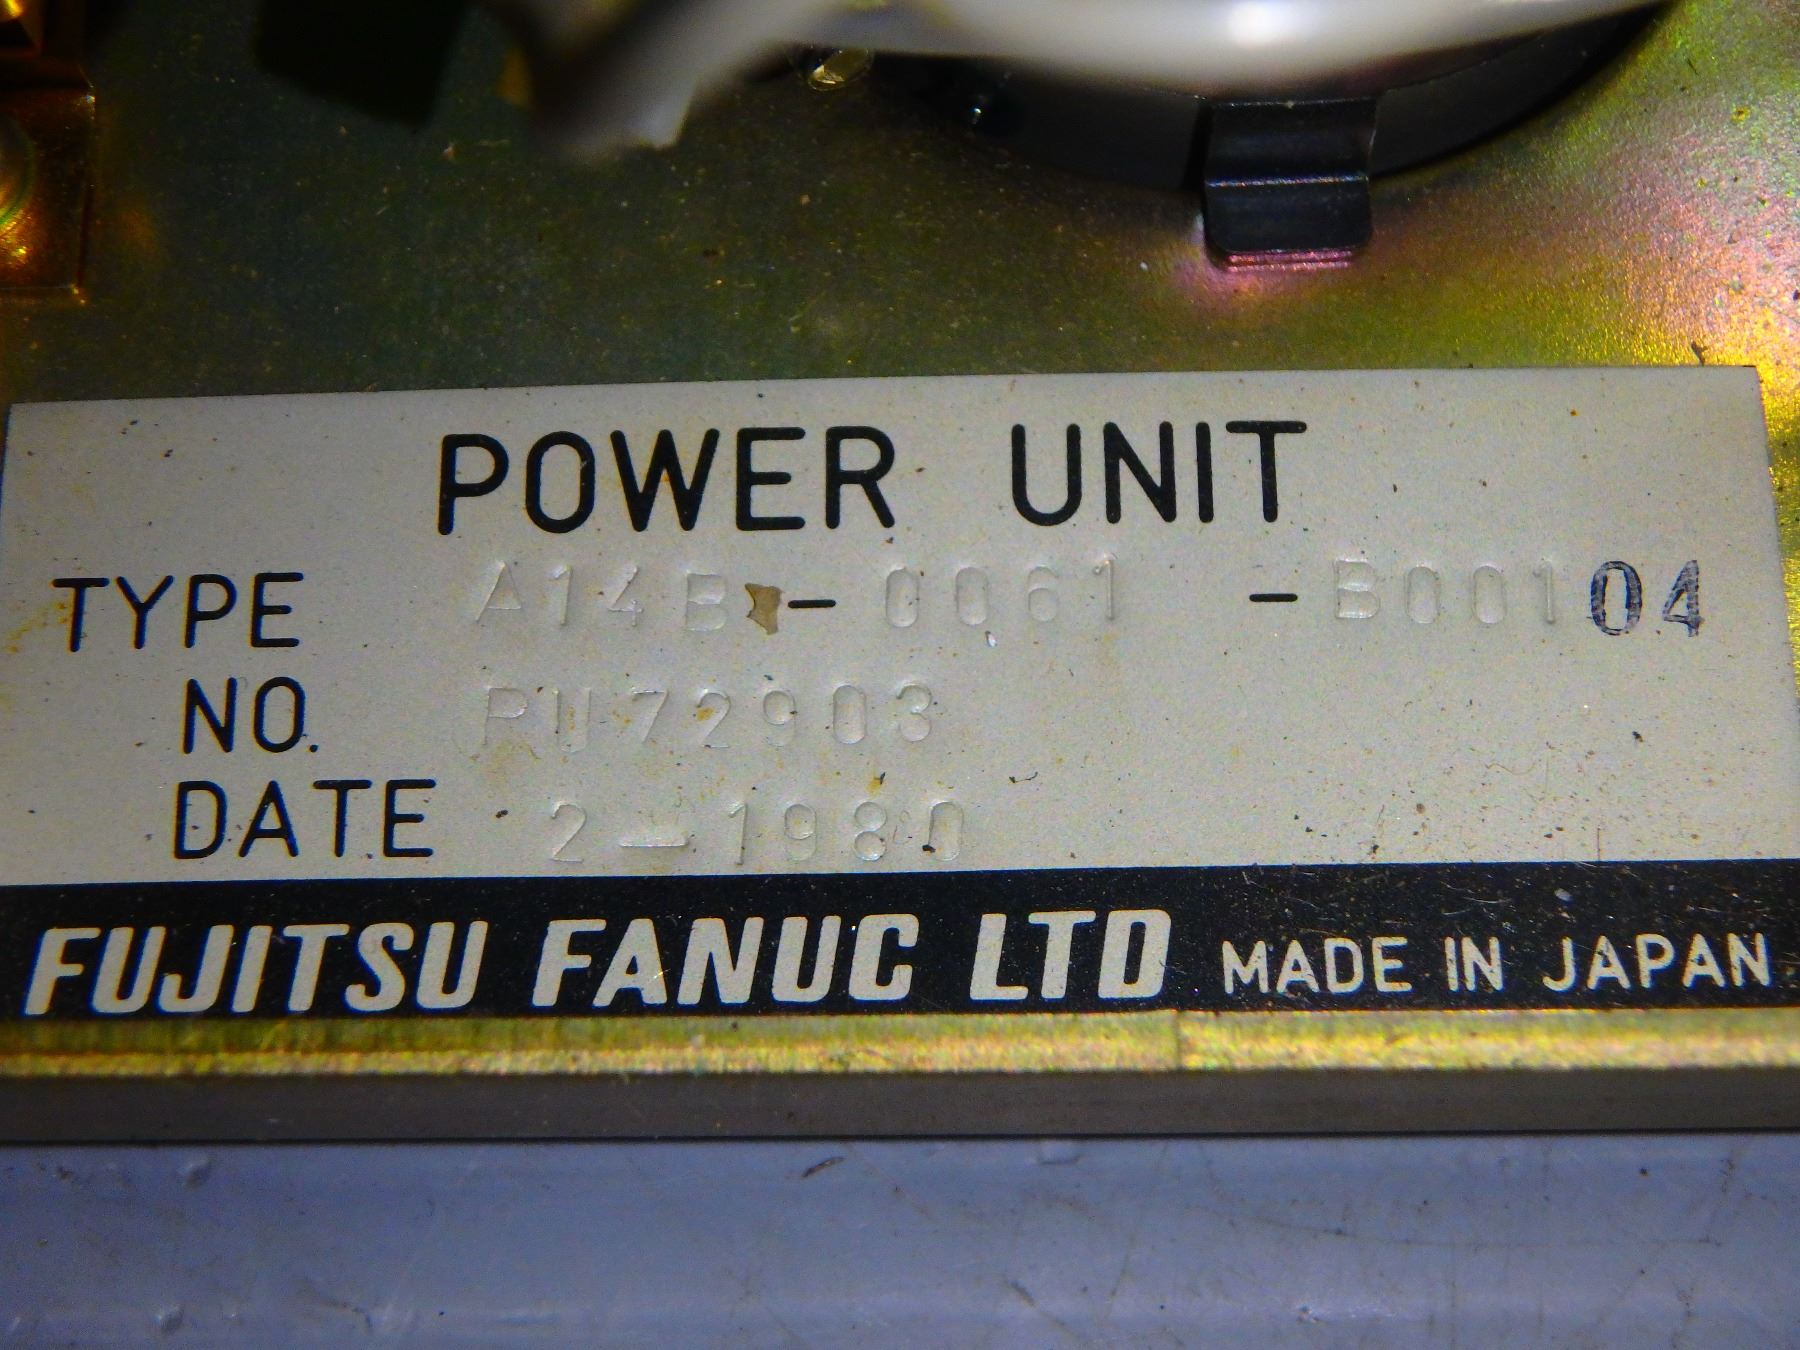 POWER UNIT
TYPE A14B-0061-B00104
NO. PU72903
DATE 2-1980
FUJITSU FANUC LTD MADE IN JAPAN